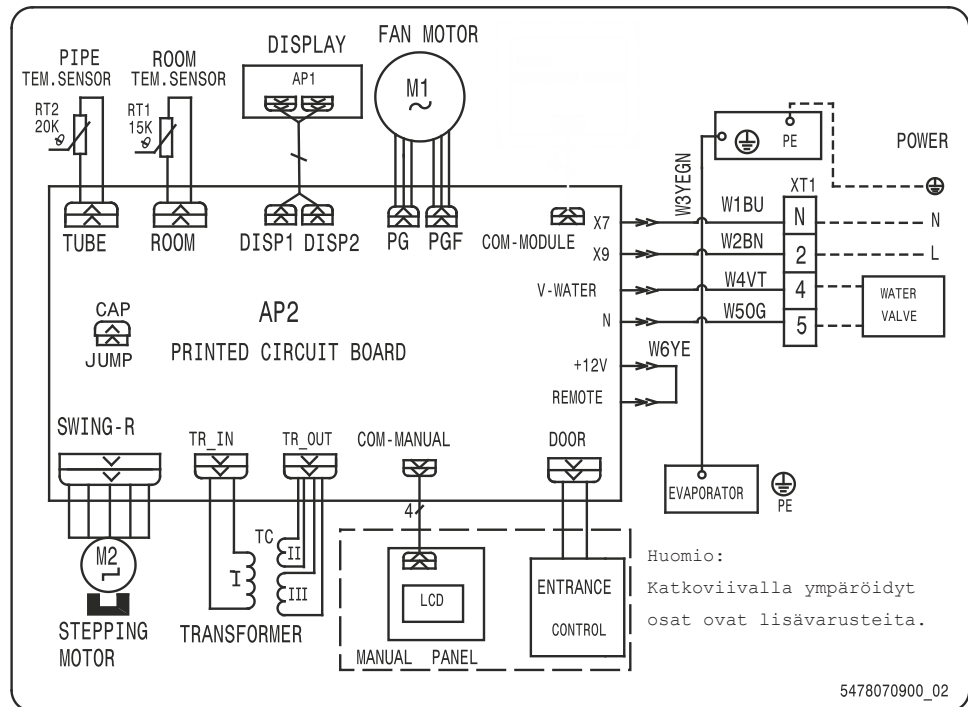 PIPE
TEM.SENSOR
ROOM
TEM.SENSOR
DISPLAY
AP1
FAN MOTOR
M1
RT2
20K
RT1
15K
TUBE
ROOM
DISP1 DISP2
PG
PGF
COM-MODULE
X7
X9
V-WATER
N
+12V
REMOTE
W3YEGN
W1BU
W2BN
W4VT
W5OG
W6YE
PE
POWER
XT1
N
2
4
5
N
L
WATER
VALVE
CAP
JUMP
AP2
PRINTED CIRCUIT BOARD
SWING-R
TR_IN
TR_OUT
COM-MANUAL
DOOR
EVAPORATOR
PE
M2
STEPPING
MOTOR
TC
I
II
III
TRANSFORMER
4
LCD
MANUAL PANEL
ENTRANCE
CONTROL
Huomio:
Katkoviivalla ympäröidyt
osat ovat lisävarusteita.
5478070900_02